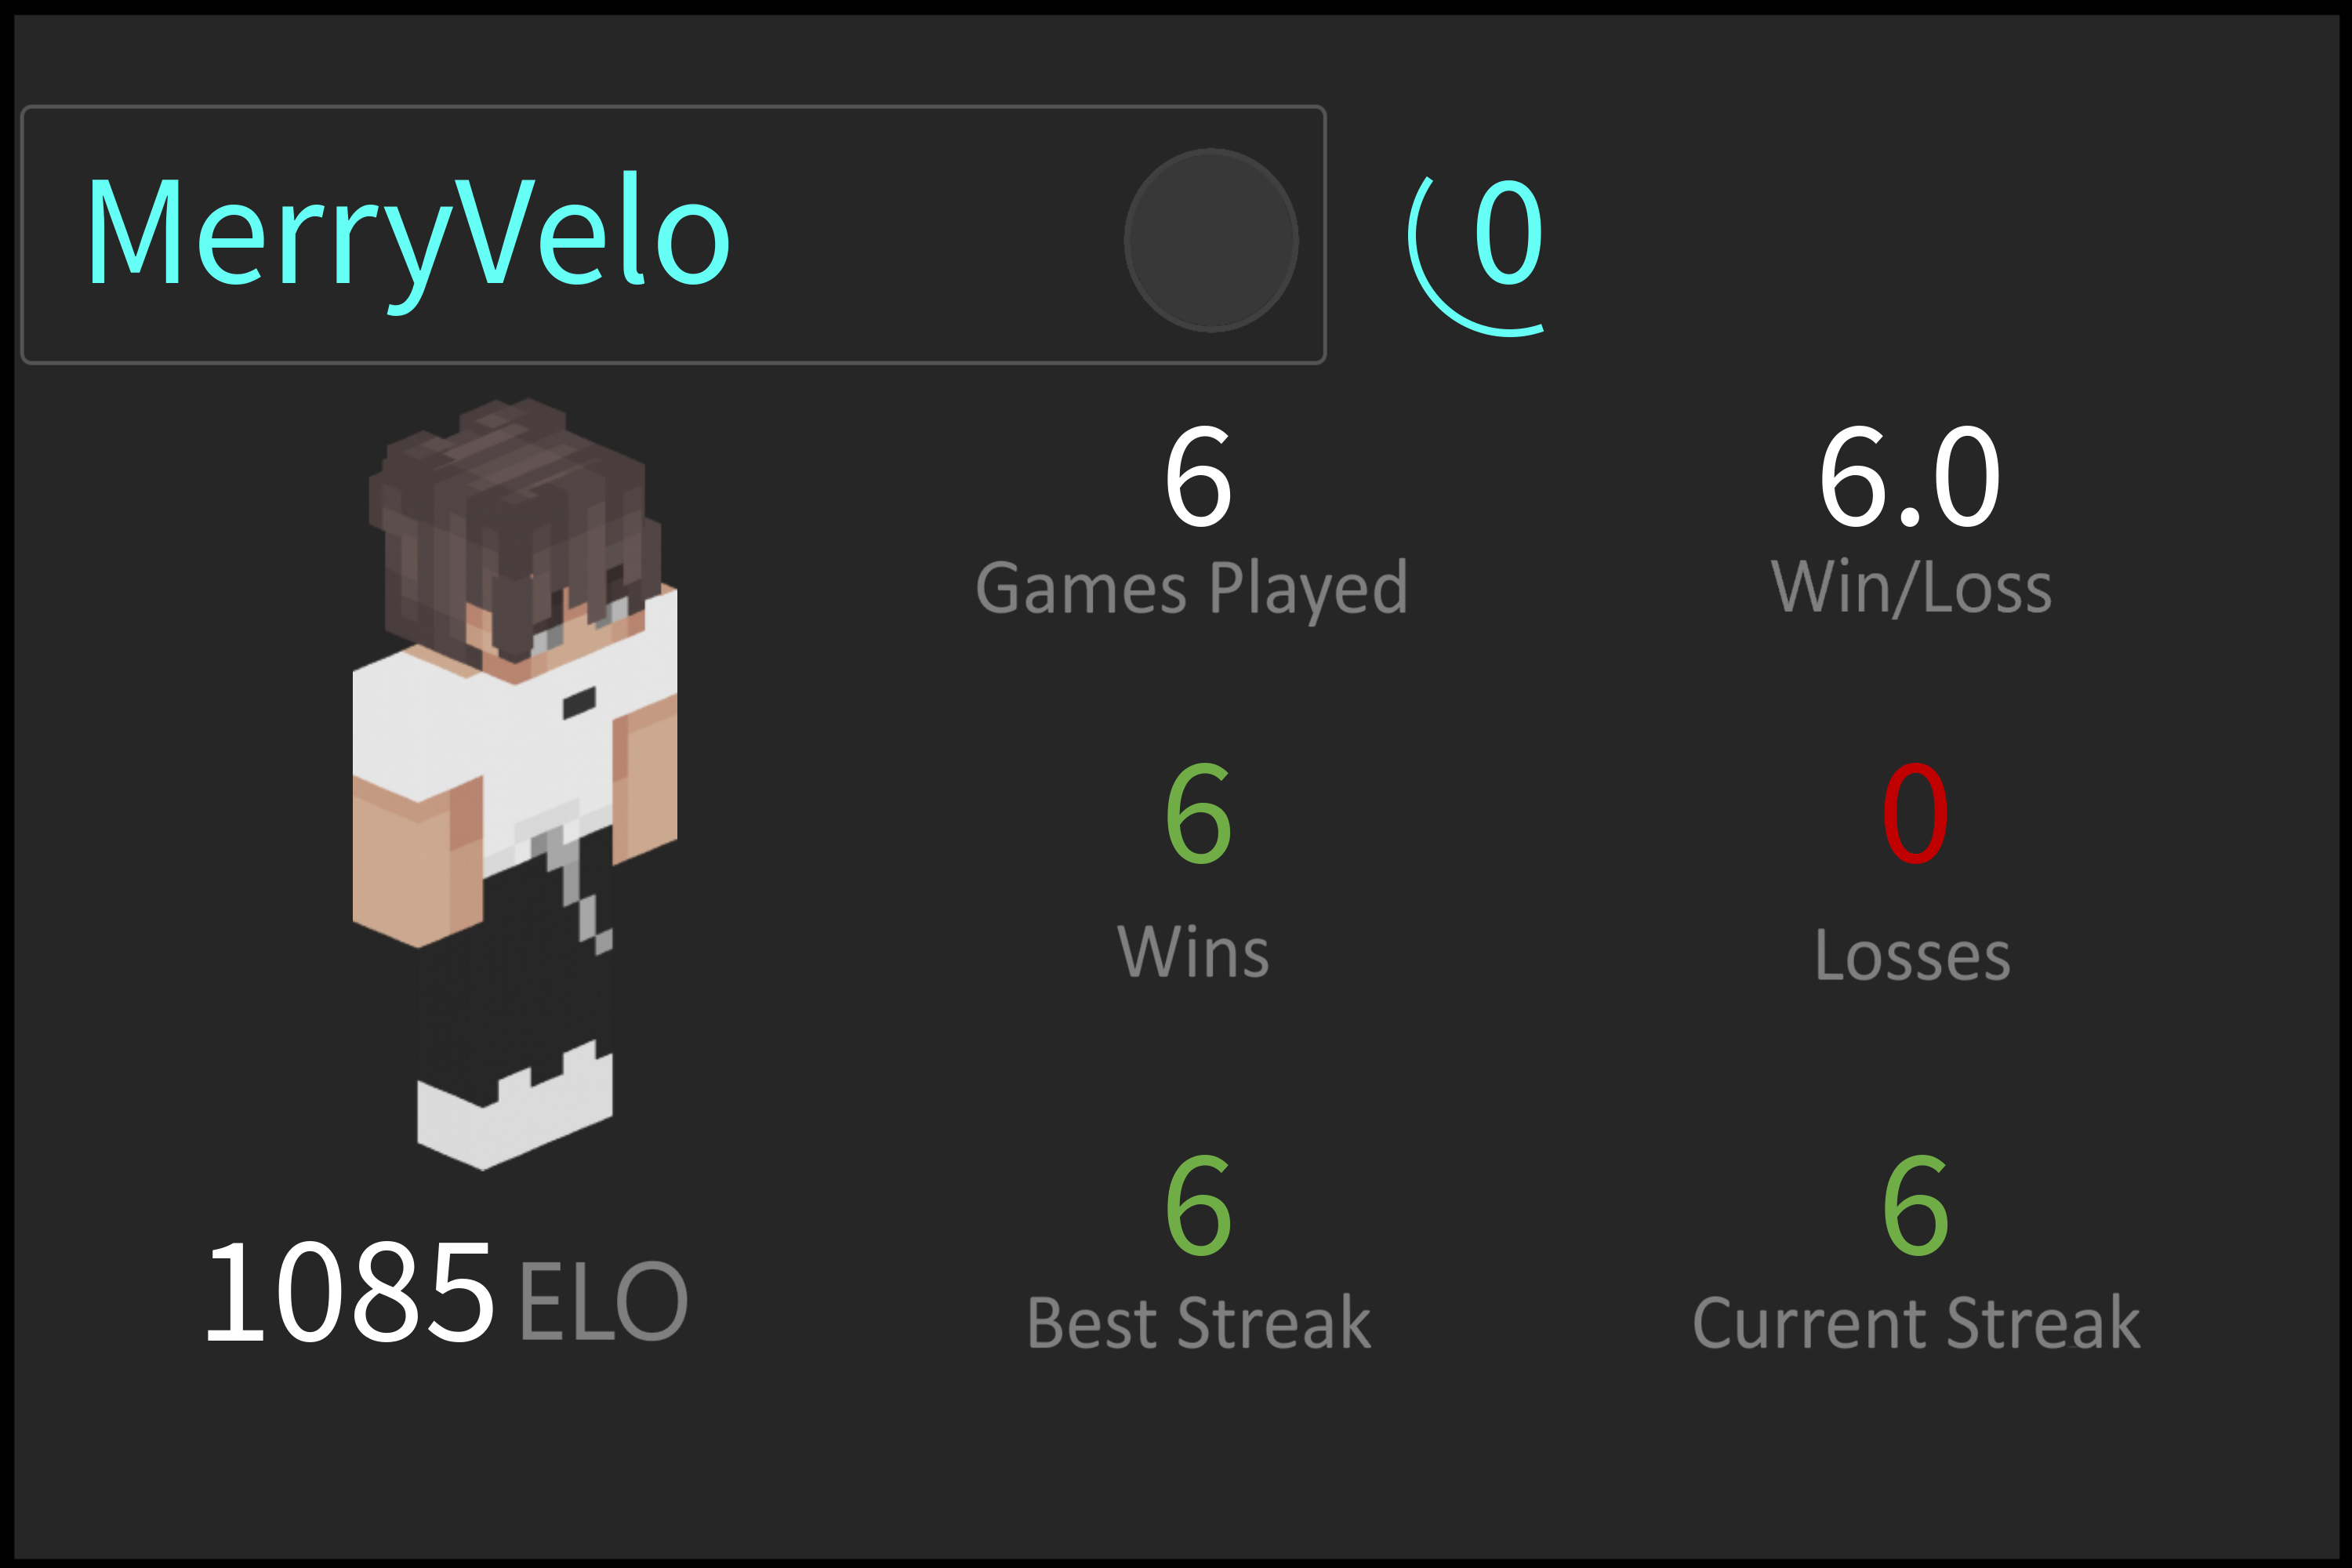 MerryVelo 0
6 6.0
Games Played Win/Loss
6 0
Wins Losses
6 6
1085 ELO Best Streak Current Streak